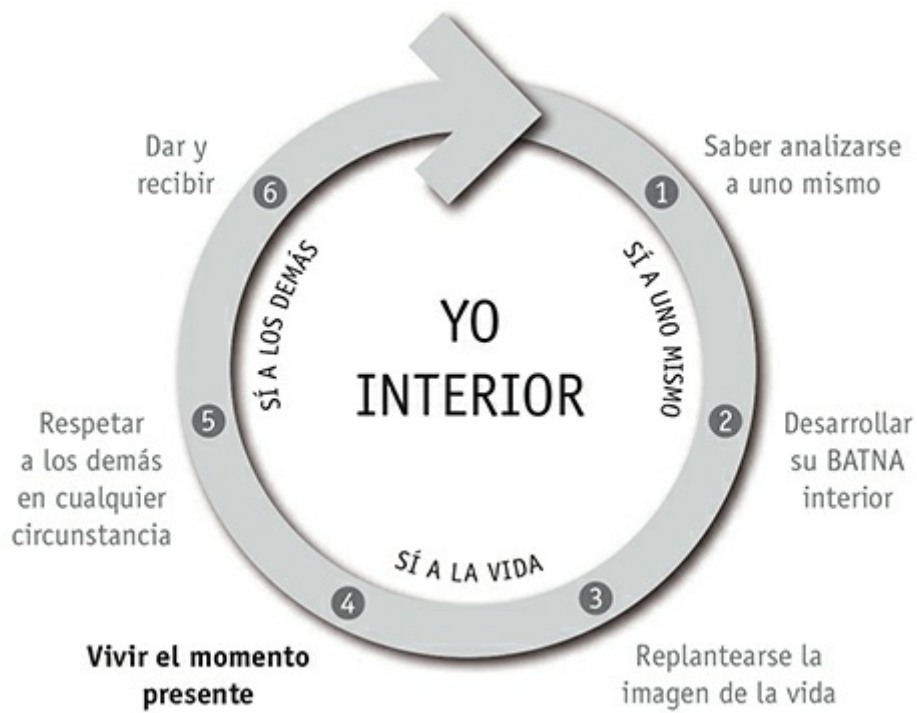 YO
INTERIOR
SÍ A UNO MISMO
SÍ A LA VIDA
SÍ A LOS DEMÁS
1
Saber analizarse
a uno mismo
2
Desarrollar
su BATNA
interior
3
Replantearse la
imagen de la vida
4
Vivir el momento
presente
5
Respetar
a los demás
en cualquier
circunstancia
6
Dar y
recibir